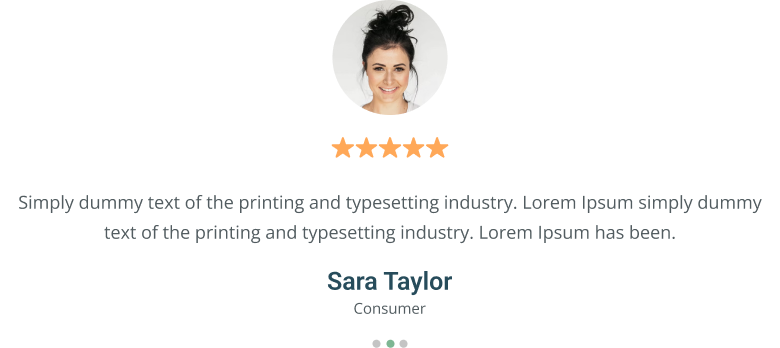 Simply dummy text of the printing and typesetting industry. Lorem Ipsum simply dummy
text of the printing and typesetting industry. Lorem Ipsum has been.
Sara Taylor
Consumer